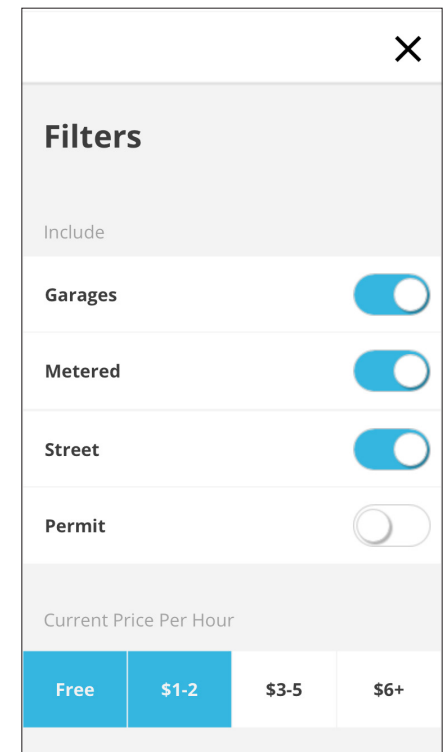 Filters
Include
Garages
Metered
Street
Permit
Current Price Per Hour
Free $1-2 $3-5 $6+